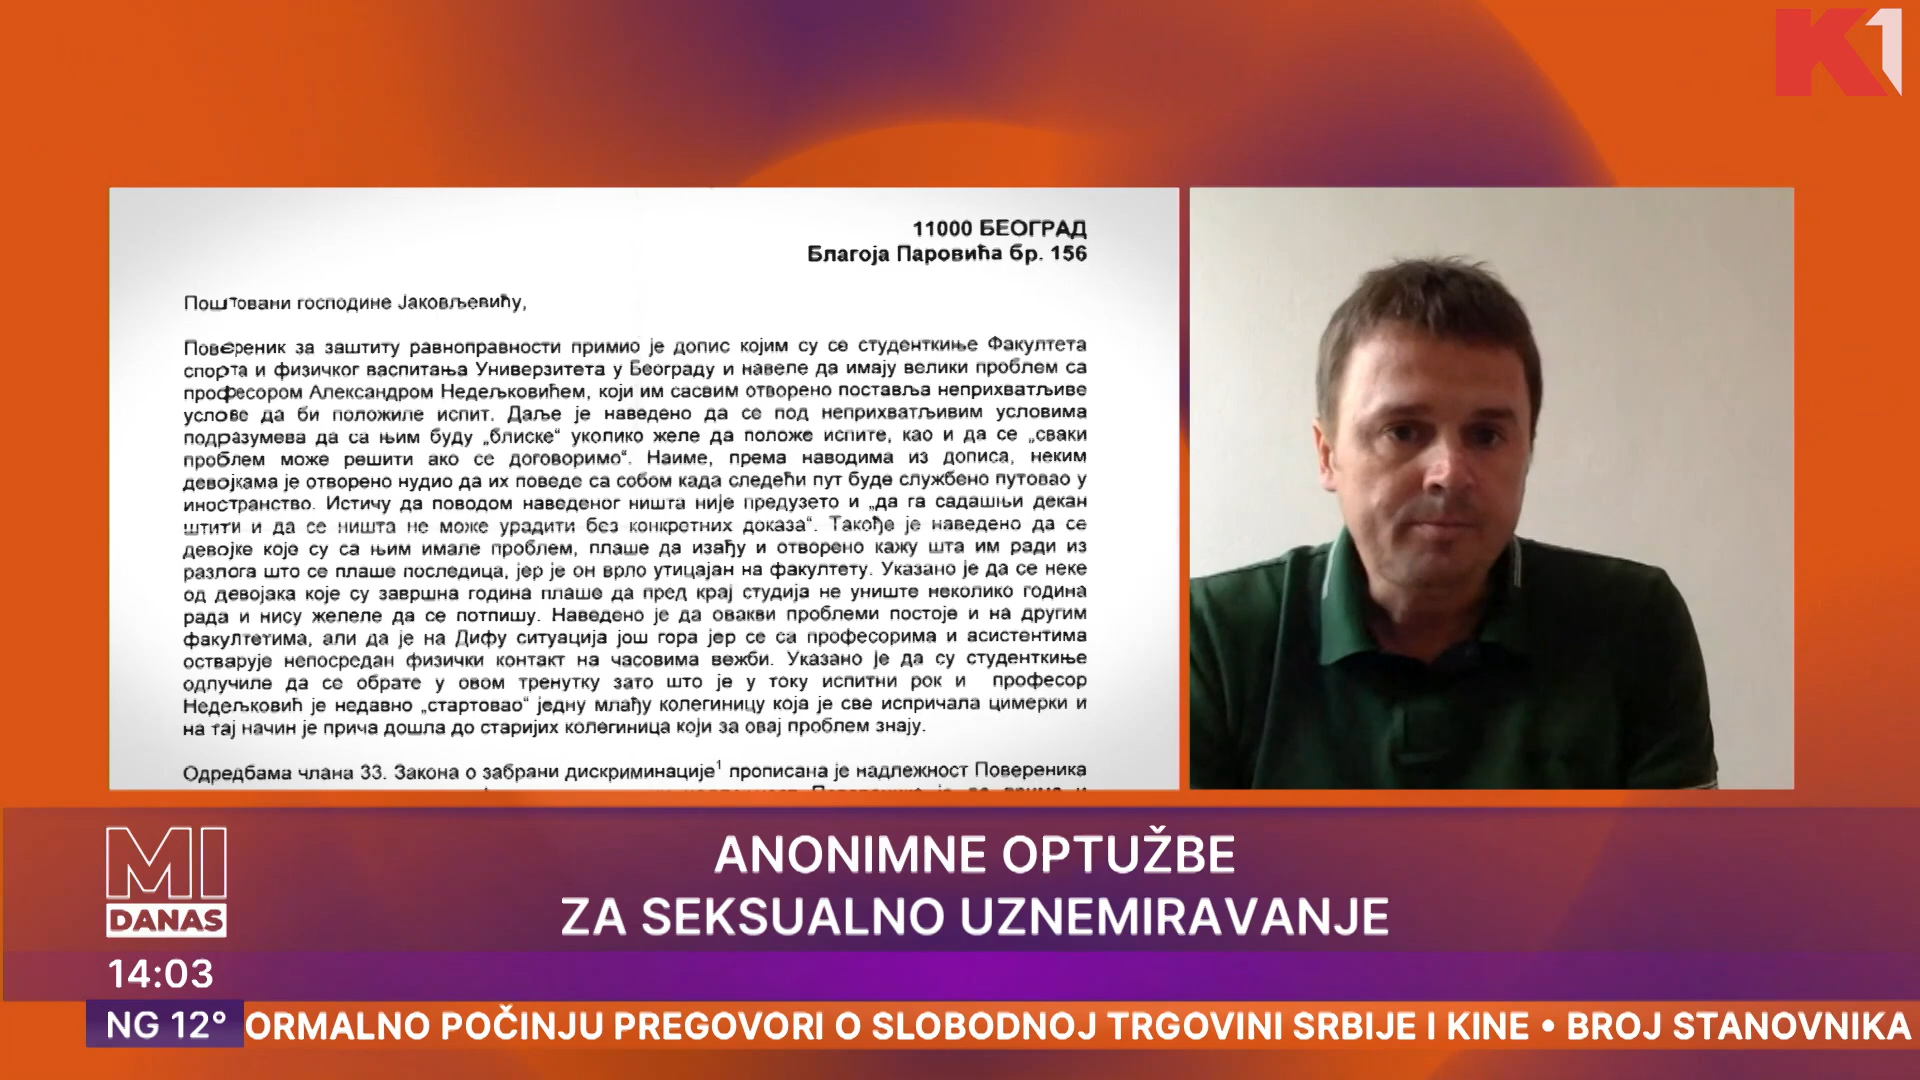 K1
11000 БЕОГРАД
Благоја Паровића бр. 156
Поштовани господине Јаковљевићу,
Повереник за заштиту равноправности примио је допис којим су се студенткиње Факултета
спорта и физичког васпитања Универзитета у Београду и навеле да имају велики проблем са
професором Александром Недељковићем, који им сасвим отворено поставља неприхватљиве
услове да би положиле испит. Даље је наведено да се под неприхватљивим условима
подразумева да са њим буду „блиске“ уколико желе да положе испите, као и да се „сваки
проблем може решити ако се договоримо“. Наиме, према наводима из дописа, неким
девојкама је отворено нудио да их поведе са собом када следећи пут буде службено путовао у
иностранство. Истичу да поводом наведеног ништа није предузето и „да га садашњи декан
штити и да се ништа не може урадити без конкретних доказа“. Такође је наведено да се
девојке које су са њим имале проблем, плаше да изађу и отворено кажу шта им ради из
разлога што се плаше последица, јер је он врло утицајан на факултету. Указано је да се неке
од девојака које су завршна година плаше да пред крај студија не униште неколико година
рада и нису желеле да се потпишу. Наведено је да овакви проблеми постоје и на другим
факултетима, али да је на Дифу ситуација још гора јер се са професорима и асистентима
остварује непосредан физички контакт на часовима вежби. Указано је да су студенткиње
одлучиле да се обрате у овом тренутку зато што је у току испитни рок и професор
Недељковић је недавно „стартовао“ једну млађу колегиницу која је све испричала цимерки и
на тај начин је прича дошла до старијих колегиница који за овај проблем знају.
Одредбама члана 33. Закона о забрани дискриминације¹ прописана је надлежност Повереника
MI
DANAS
ANONIMNE OPTUŽBE
ZA SEKSUALNO UZNEMIRAVANJE
14:03
NG 12° ORMALNO POČINJU PREGOVORI O SLOBODNOJ TRGOVINI SRBIJE I KINE • BROJ STANOVNIKA